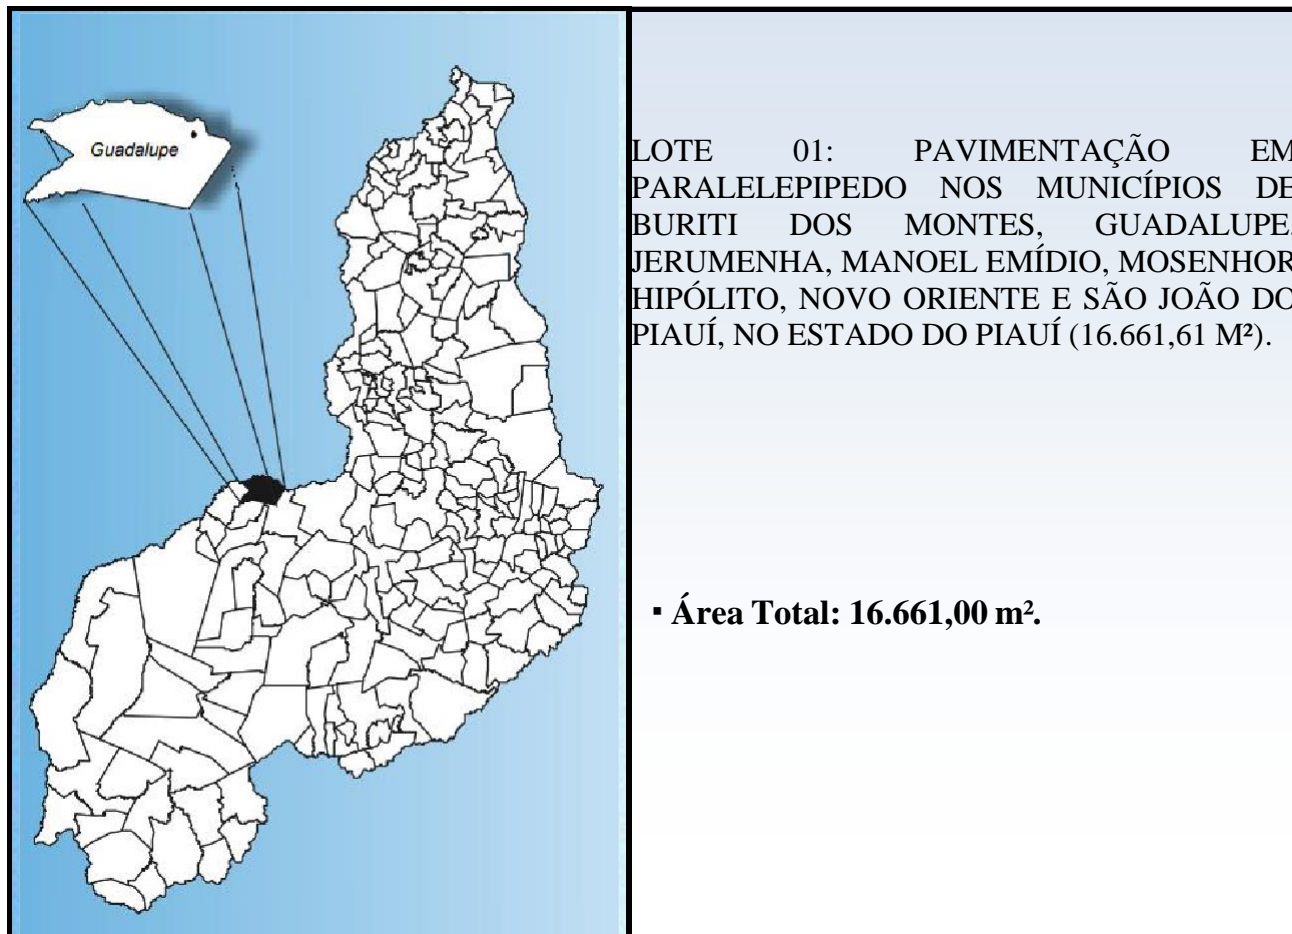 Guadalupe
LOTE 01: PAVIMENTAÇÃO EM
PARALELEPIPEDO NOS MUNICÍPIOS DE
BURITI DOS MONTES, GUADALUPE,
JERUMENHA, MANOEL EMÍDIO, MOSENHOR
HIPÓLITO, NOVO ORIENTE E SÃO JOÃO DO
PIAUÍ, NO ESTADO DO PIAUÍ (16.661,61 M²).
▪ Área Total: 16.661,00 m².